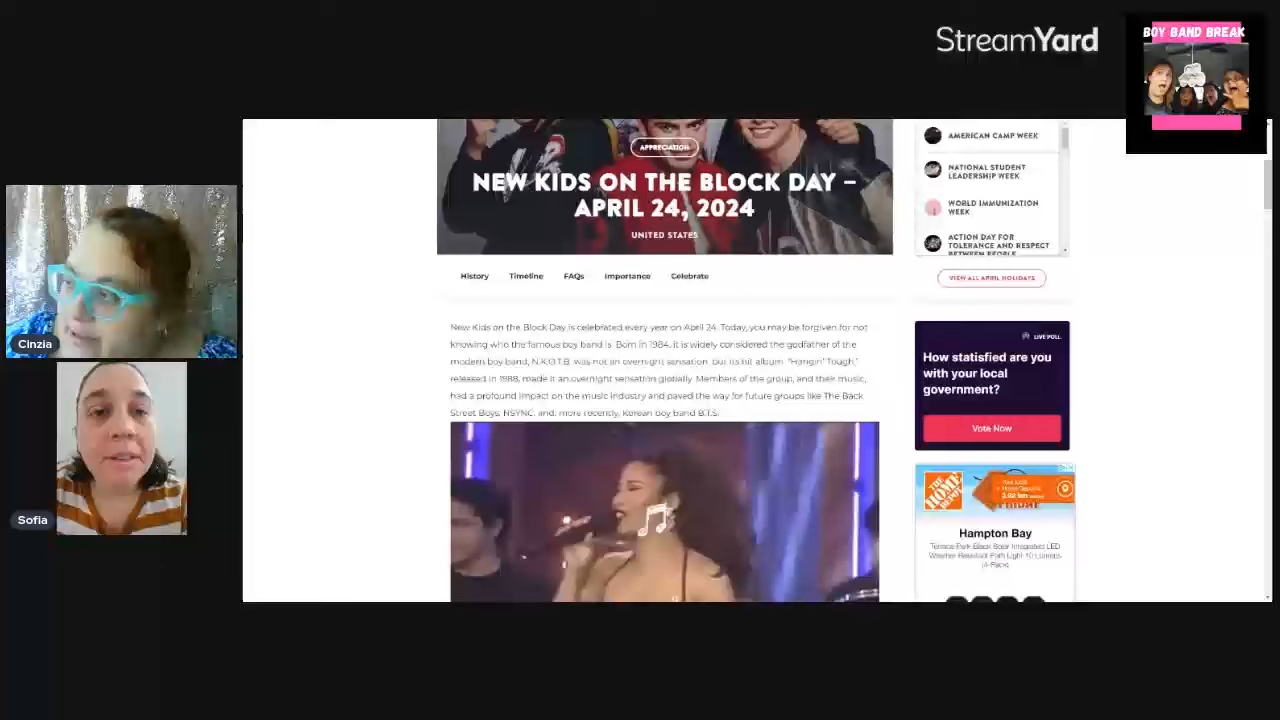 StreamYard
BOY BAND BREAK
APPRECIATION
NEW KIDS ON THE BLOCK DAY –
APRIL 24, 2024
UNITED STATES
History Timeline FAQs Importance Celebrate
New Kids on the Block Day is celebrated every year on April 24. Today, you may be forgiven for not
knowing who the famous boy band is. Born in 1984, it is widely considered the godfather of the
modern boy band, N.K.O.T.B. was not an overnight sensation, but its hit album, "Hangin' Tough,"
released in 1988, made it an overnight sensation globally. Members of the group, and their music,
had a profound impact on the music industry and paved the way for future groups like The Back
Street Boys, NSYNC, and, more recently, Korean boy band B.T.S.
AMERICAN CAMP WEEK
NATIONAL STUDENT
LEADERSHIP WEEK
WORLD IMMUNIZATION
WEEK
ACTION DAY FOR
TOLERANCE AND RESPECT
BETWEEN PEOPLE
VIEW ALL APRIL HOLIDAYS
LIVE POLL
How statisfied are you
with your local
government?
Vote Now
THE
HOME
DEPOT
Hampton Bay
(4-Pack)
Cinzia
Sofia